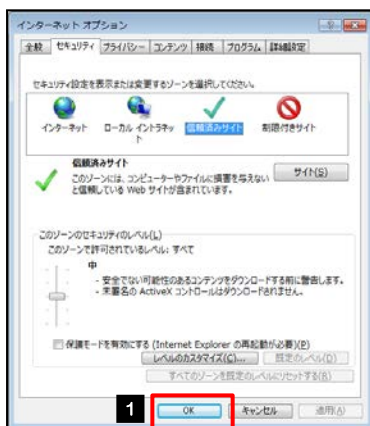 インターネット オプション
全般 セキュリティ プライバシー コンテンツ 接続 プログラム 詳細設定
セキュリティ設定を表示または変更するゾーンを選択してください。
インターネット ローカル イントラネット 信頼済みサイト 制限付きサイト
信頼済みサイト
このゾーンには、コンピューターやファイルに損害を与えない
と信頼している Web サイトが含まれています。
サイト(S)
このゾーンのセキュリティのレベル(L)
このゾーンで許可されているレベル: すべて
中
- 安全でない可能性のあるコンテンツをダウンロードする前に警告します。
- 未署名の ActiveX コントロールはダウンロードされません。
保護モードを有効にする (Internet Explorer の再起動が必要)(P)
レベルのカスタマイズ(C)... 既定のレベル(D)
すべてのゾーンを既定のレベルにリセットする(R)
1 OK キャンセル 適用(A)